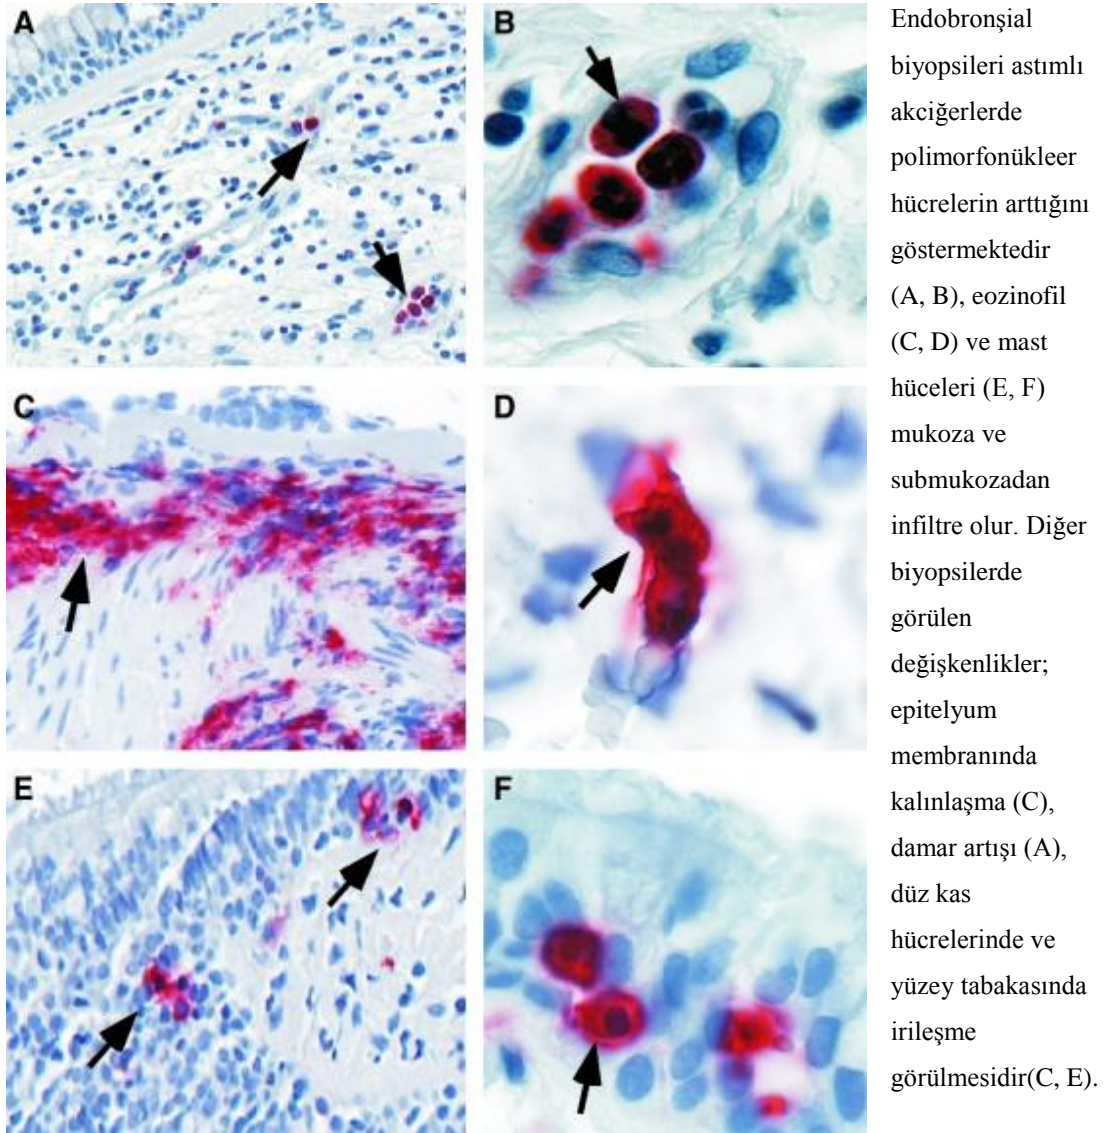 A
B
C
D
E
F
Endobronşial
biyopsileri astımlı
akciğerlerde
polimorfonükleer
hücrelerin arttığını
göstermektedir
(A, B), eozinofil
(C, D) ve mast
hüceleri (E, F)
mukoza ve
submukozadan
infiltre olur. Diğer
biyopsilerde
görülen
değişkenlikler;
epitelyum
membranında
kalınlaşma (C),
damar artışı (A),
düz kas
hücrelerinde ve
yüzey tabakasında
irileşme
görülmesidir(C, E).